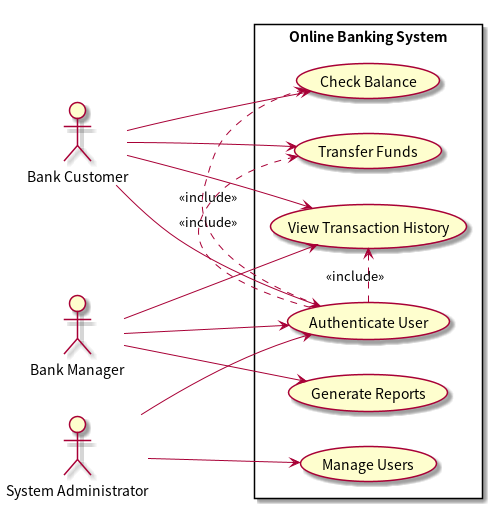 Online Banking System
Check Balance
Transfer Funds
Bank Customer
«include»
«include»
View Transaction History
«include»
Authenticate User
Bank Manager
Generate Reports
Manage Users
System Administrator